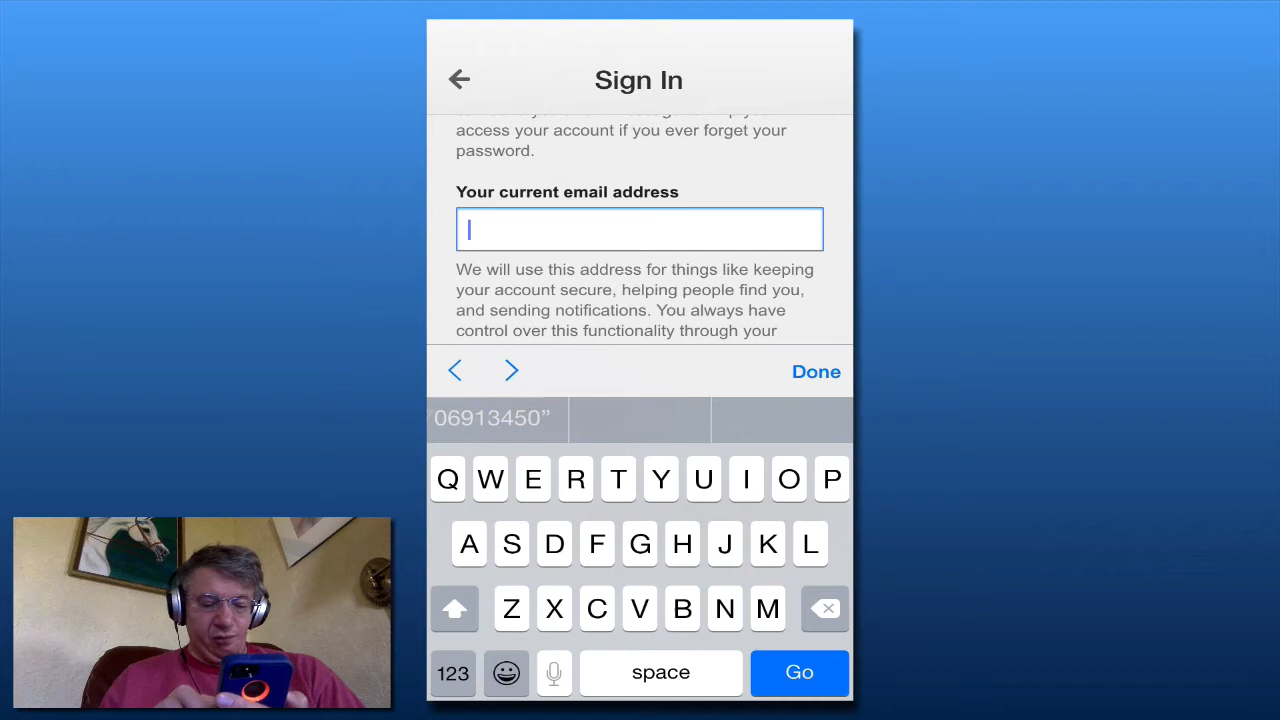 Sign In
access your account if you ever forget your
password.
Your current email address
We will use this address for things like keeping
your account secure, helping people find you,
and sending notifications. You always have
control over this functionality through your
Done
06913450”
Q W E R T Y U I O P
A S D F G H J K L
Z X C V B N M
123 space Go